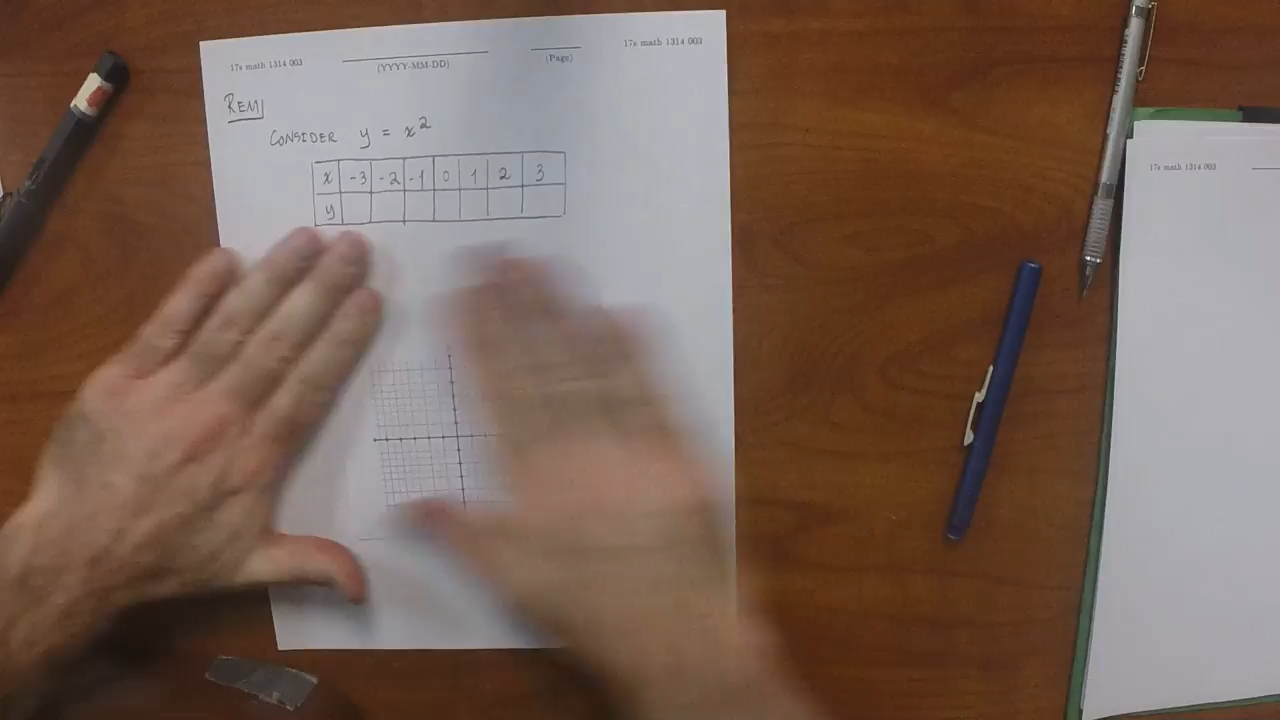 17s math 1314 003 (YYYY-MM-DD) (Page) 17s math 1314 003
REM
CONSIDER y = x²
x -3 -2 -1 0 1 2 3
y
17s math 1314 003